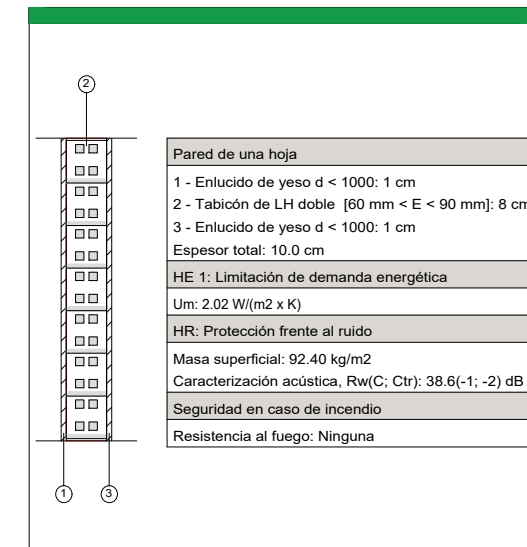 2
Pared de una hoja
1 - Enlucido de yeso d < 1000: 1 cm
2 - Tabicón de LH doble [60 mm < E < 90 mm]: 8 cm
3 - Enlucido de yeso d < 1000: 1 cm
Espesor total: 10.0 cm
HE 1: Limitación de demanda energética
Um: 2.02 W/(m2 x K)
HR: Protección frente al ruido
Masa superficial: 92.40 kg/m2
Caracterización acústica, Rw(C; Ctr): 38.6(-1; -2) dB
Seguridad en caso de incendio
Resistencia al fuego: Ninguna
1 3